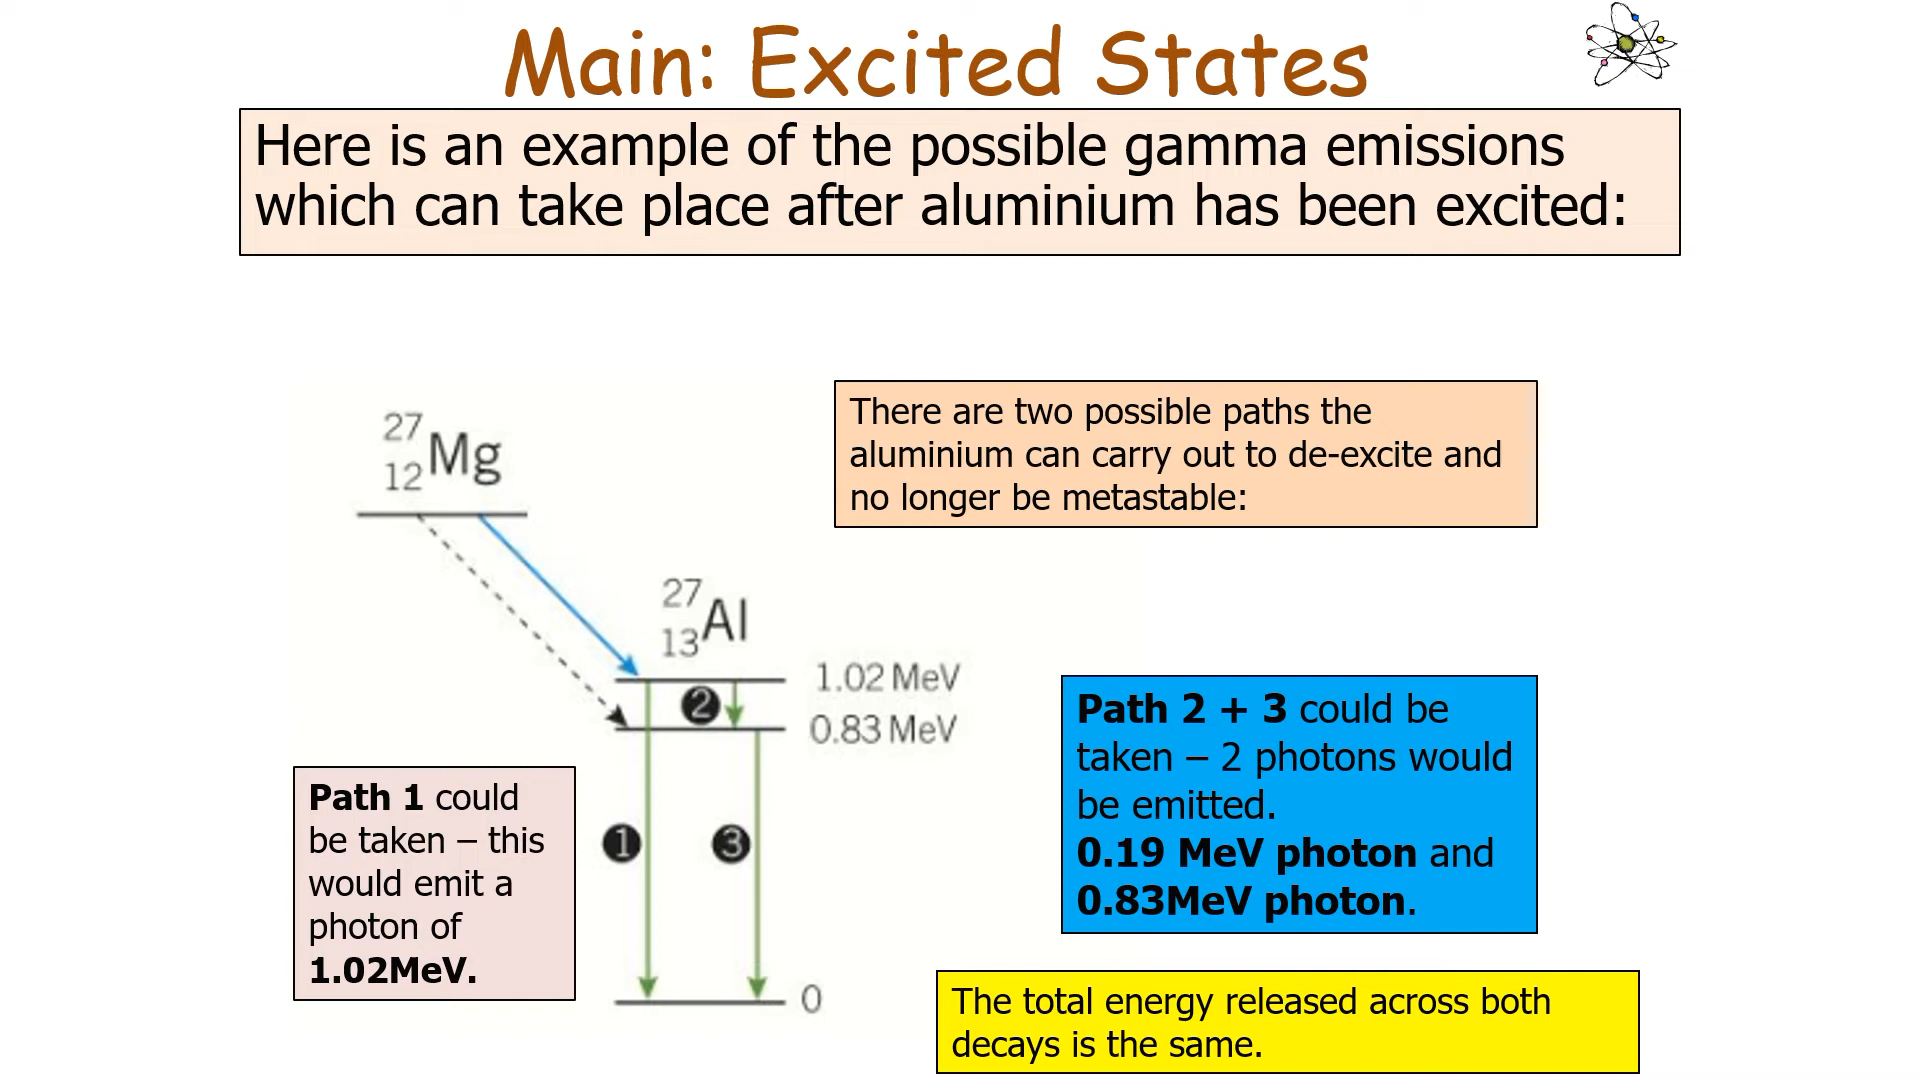 Main: Excited States
Here is an example of the possible gamma emissions
which can take place after aluminium has been excited:
There are two possible paths the
aluminium can carry out to de-excite and
no longer be metastable:
27
12 Mg
27
13 Al
1.02 MeV
2
0.83 MeV
Path 1 could
be taken – this
would emit a
photon of
1.02MeV.
1
3
0
Path 2 + 3 could be
taken – 2 photons would
be emitted.
0.19 MeV photon and
0.83MeV photon.
The total energy released across both
decays is the same.